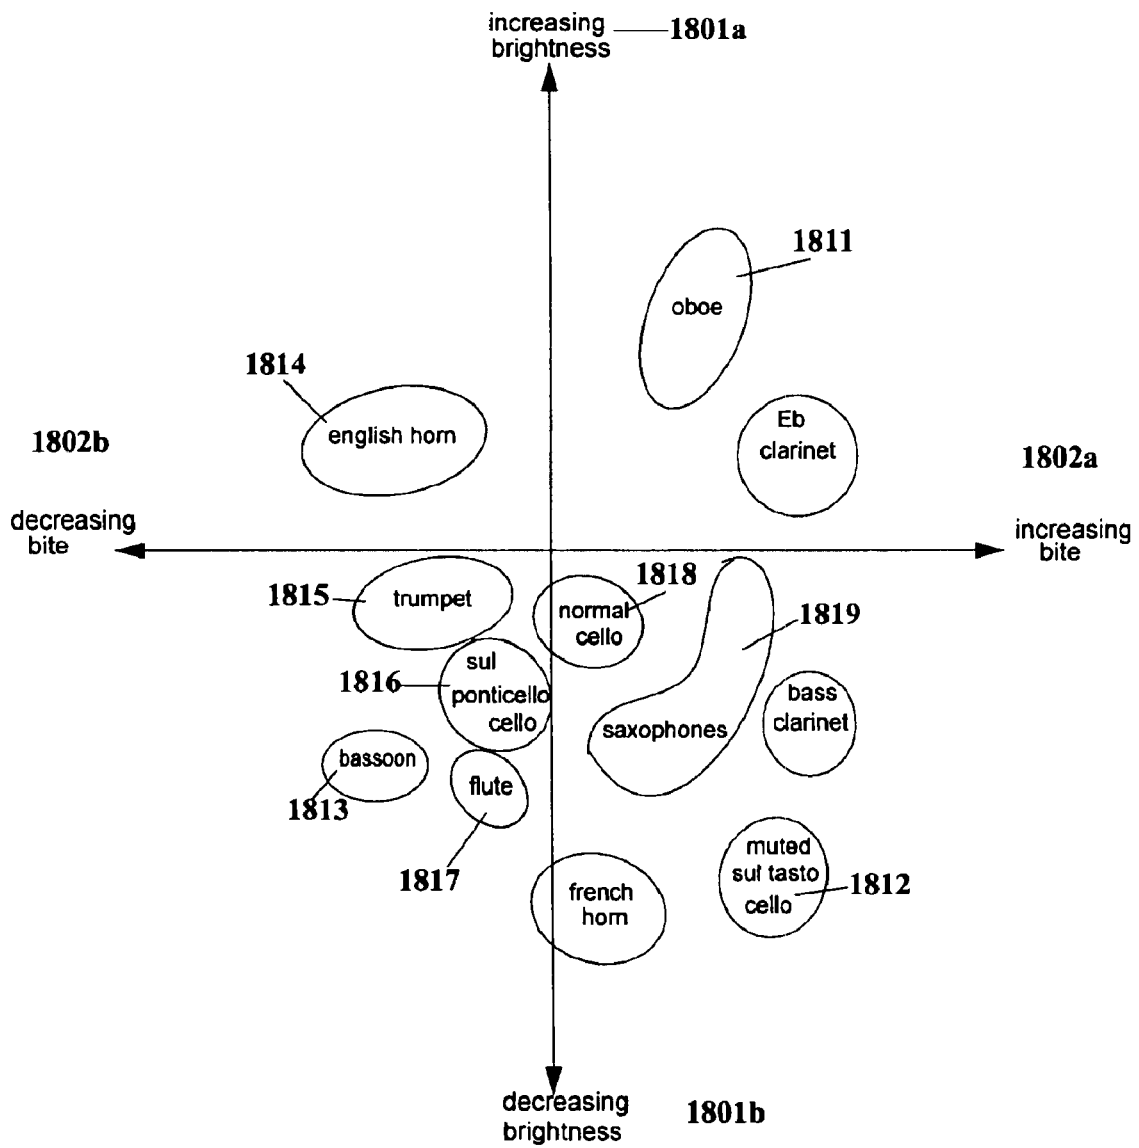 increasing
brightness
1801a
1811
oboe
1814
english horn
Eb
clarinet
1802b
1802a
decreasing
bite
increasing
bite
1815
trumpet
1818
normal
cello
1819
1816
sul
ponticello
cello
saxophones
bass
clarinet
bassoon
1813
flute
1817
muted
sul tasto
cello
1812
french
horn
decreasing
brightness
1801b